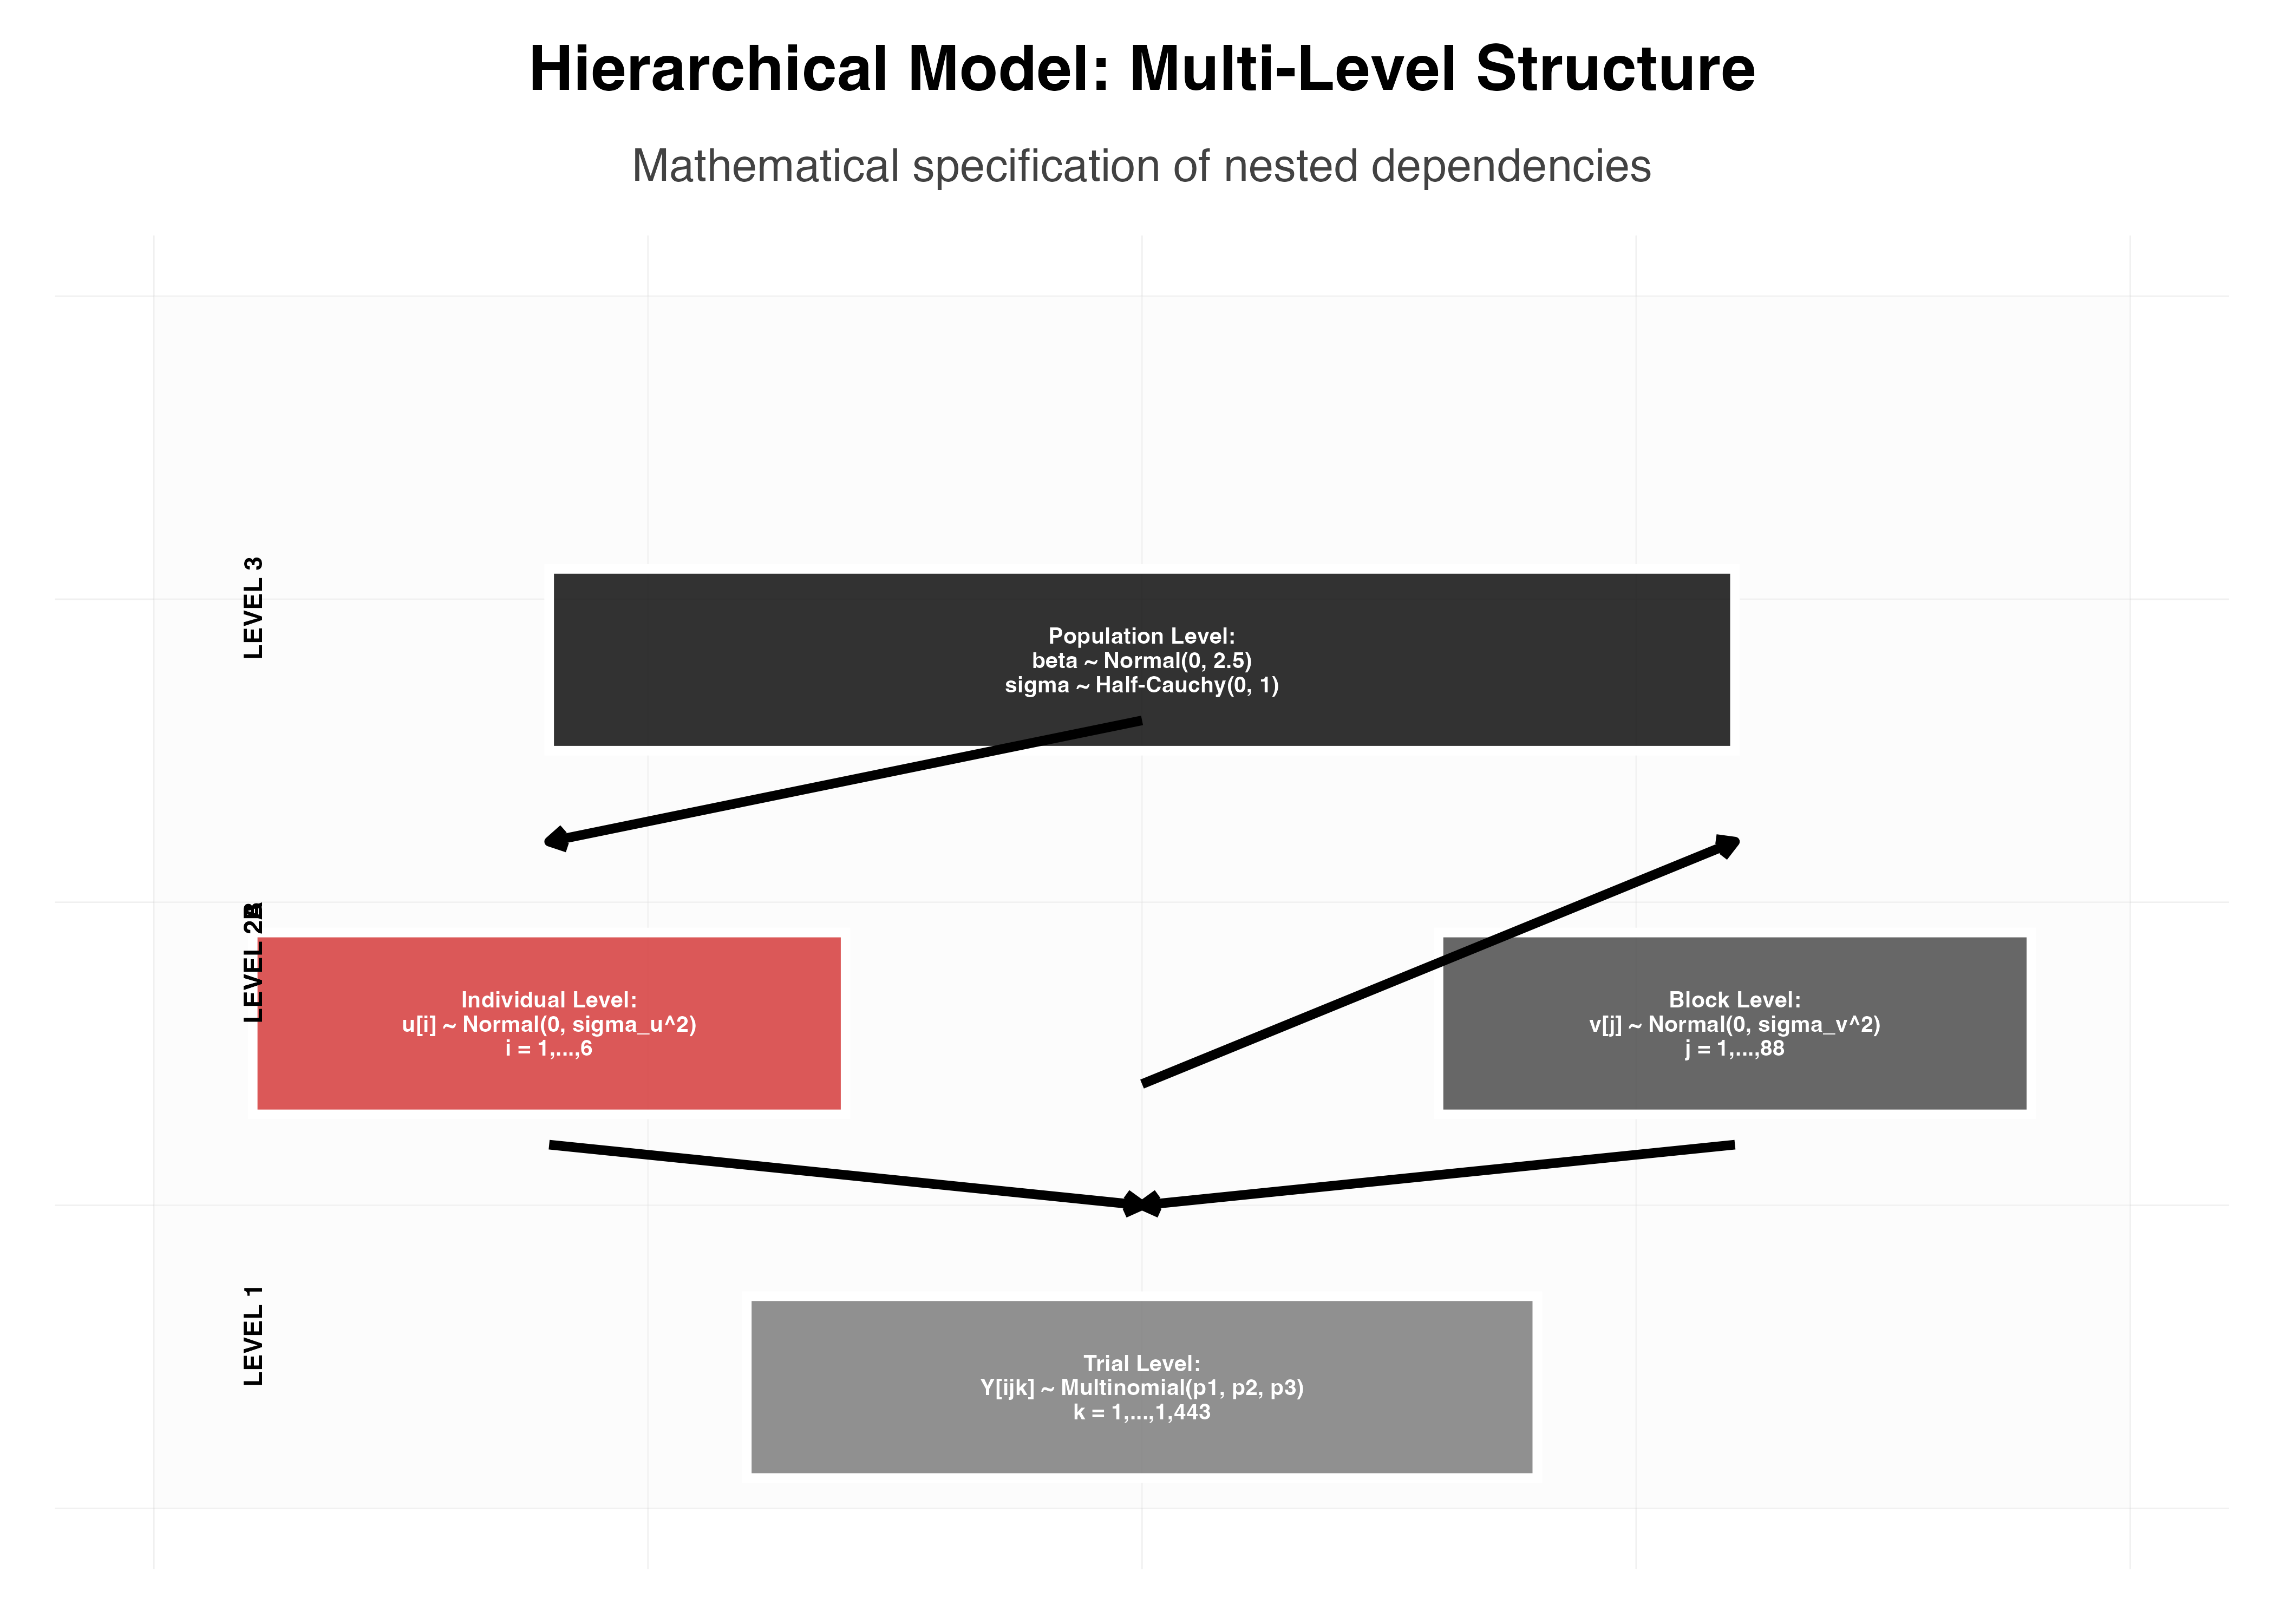 Hierarchical Model: Multi-Level Structure
Mathematical specification of nested dependencies
LEVEL 3
Population Level:
beta ~ Normal(0, 2.5)
sigma ~ Half-Cauchy(0, 1)
LEVEL
Individual Level:
u[i] ~ Normal(0, sigma_u^2)
i = 1,...,6
Block Level:
v[j] ~ Normal(0, sigma_v^2)
j = 1,...,88
LEVEL 1
Trial Level:
Y[ijk] ~ Multinomial(p1, p2, p3)
k = 1,...,1,443